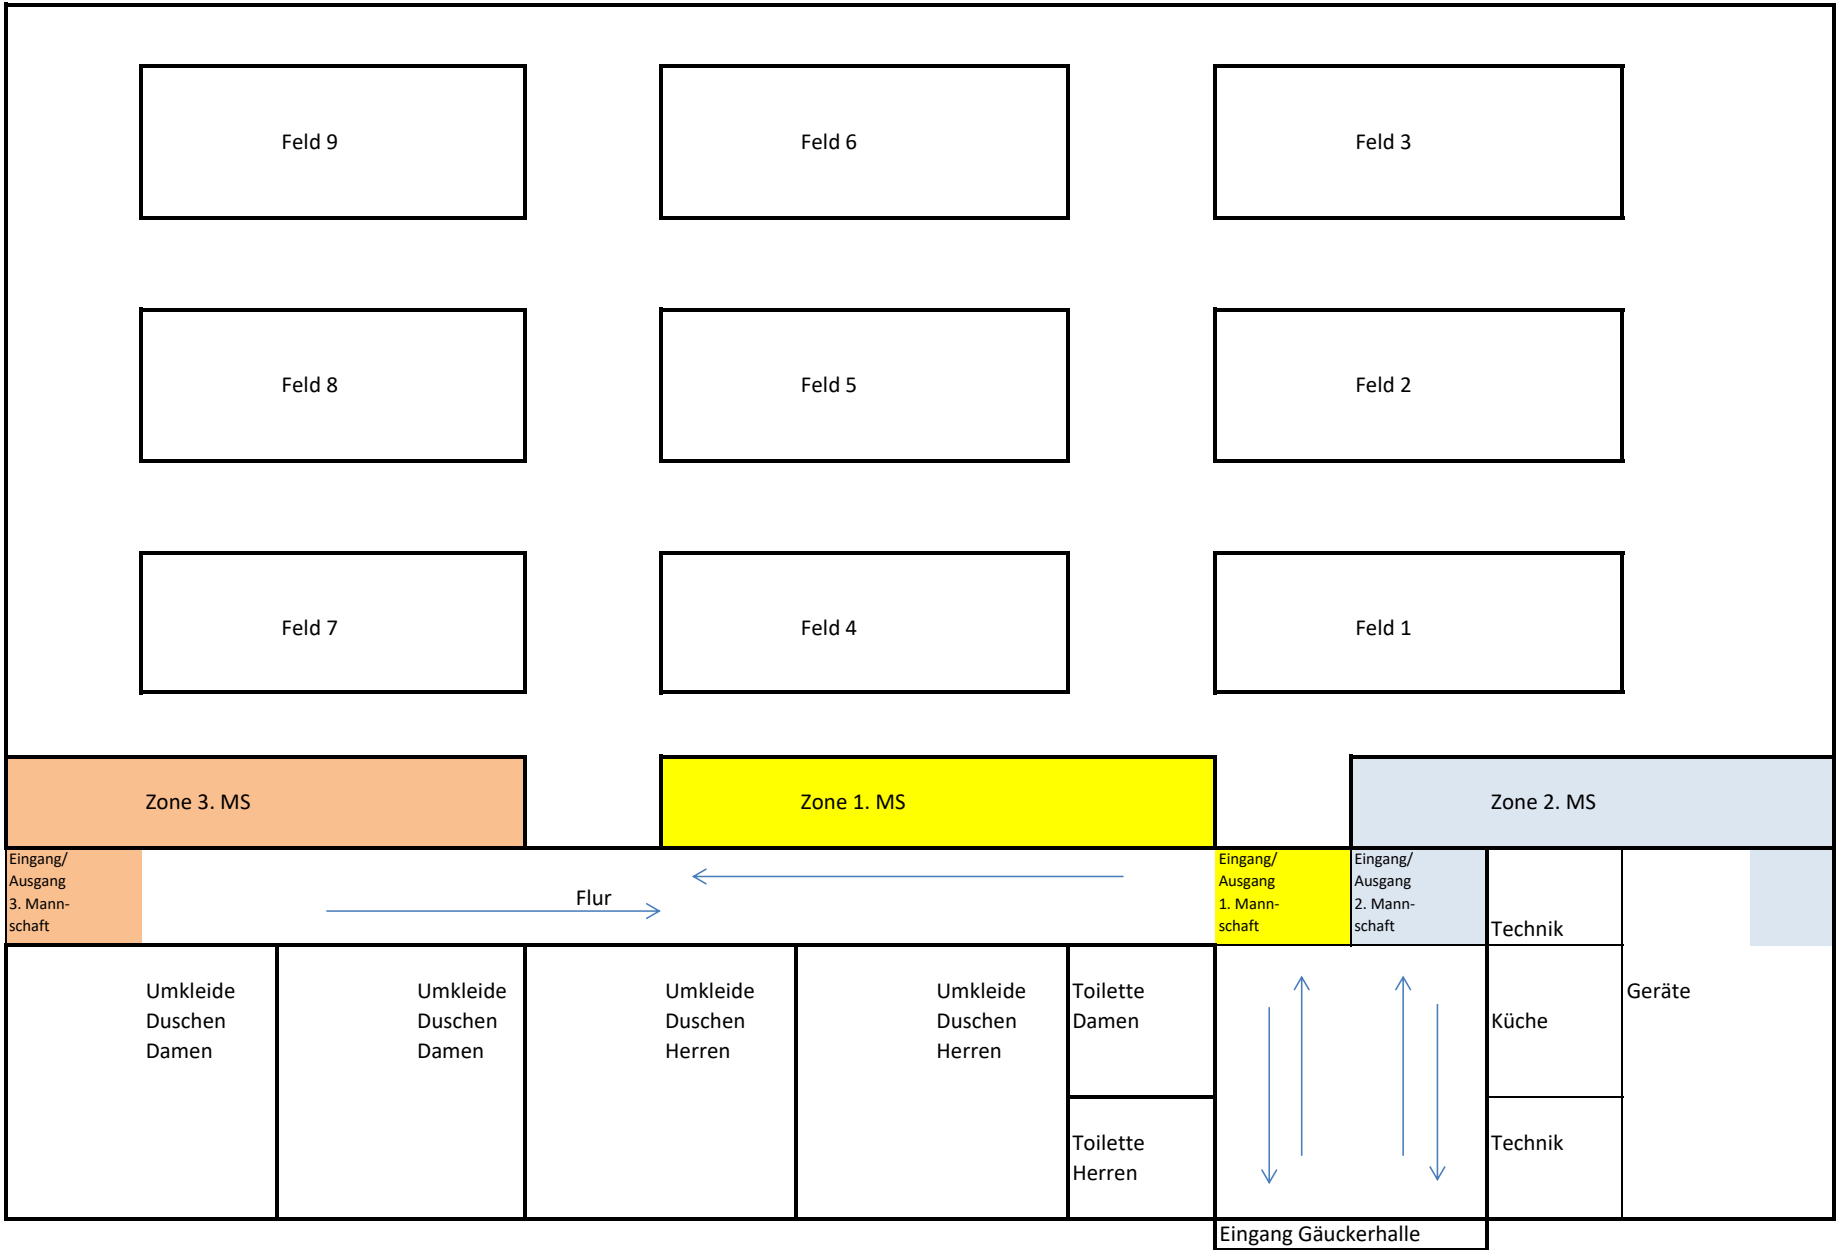 Feld 9
Feld 6
Feld 3
Feld 8
Feld 5
Feld 2
Feld 7
Feld 4
Feld 1
Zone 3. MS
Zone 1. MS
Zone 2. MS
Eingang/
Ausgang
3. Mann-
schaft
Flur
Eingang/
Ausgang
1. Mann-
schaft
Eingang/
Ausgang
2. Mann-
schaft
Technik
Umkleide
Duschen
Damen
Umkleide
Duschen
Damen
Umkleide
Duschen
Herren
Umkleide
Duschen
Herren
Toilette
Damen
Küche
Geräte
Toilette
Herren
Technik
Eingang Gäuckerhalle